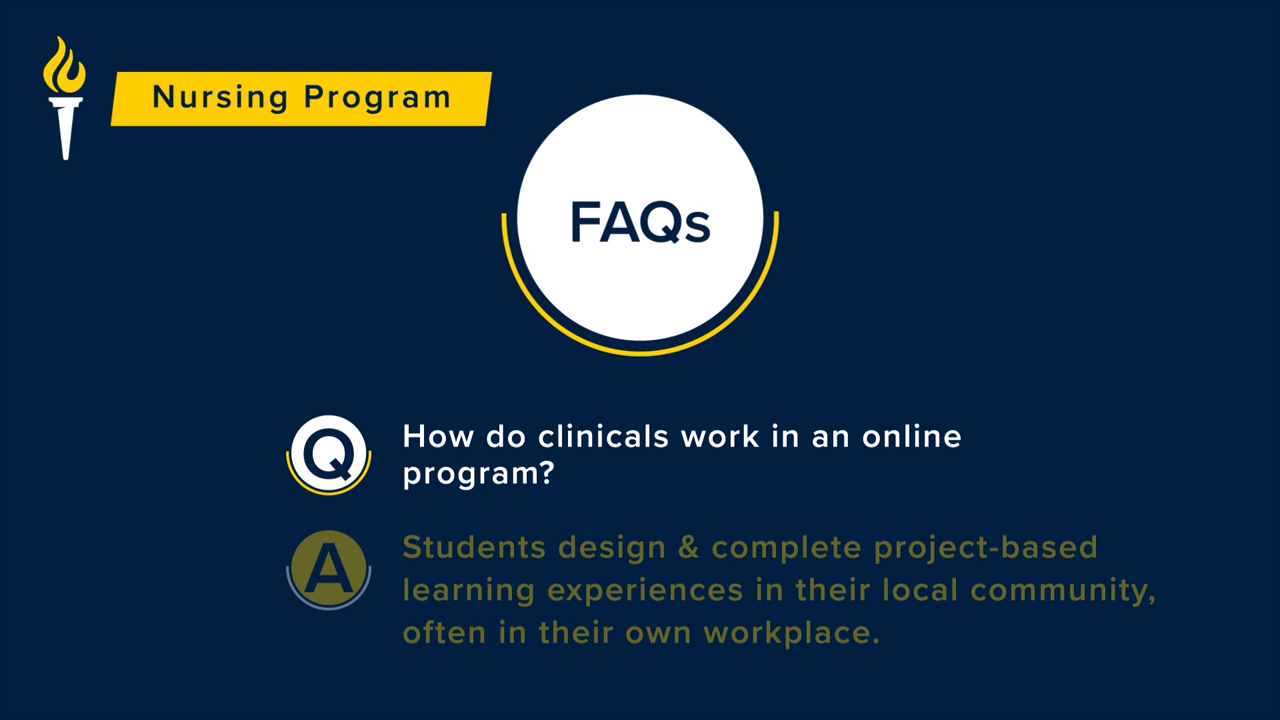 Nursing Program
FAQs
Q
How do clinicals work in an online
program?
A
Students design & complete project-based
learning experiences in their local community,
often in their own workplace.